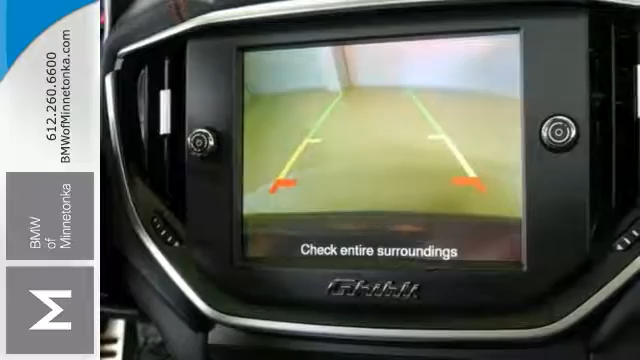 612.260.6600
BMWofMinnetonka.com
BMW
of
Minnetonka
M
Check entire surroundings
Ghibli